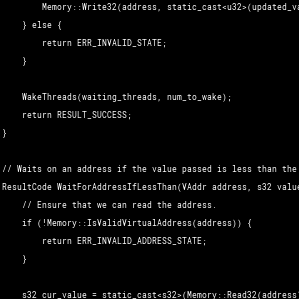 Memory::Write32(address, static_cast<u32>(updated_va
} else {
return ERR_INVALID_STATE;
}
WakeThreads(waiting_threads, num_to_wake);
return RESULT_SUCCESS;
}
// Waits on an address if the value passed is less than the
ResultCode WaitForAddressIfLessThan(VAddr address, s32 value
// Ensure that we can read the address.
if (!Memory::IsValidVirtualAddress(address)) {
return ERR_INVALID_ADDRESS_STATE;
}
s32 cur_value = static_cast<s32>(Memory::Read32(address)